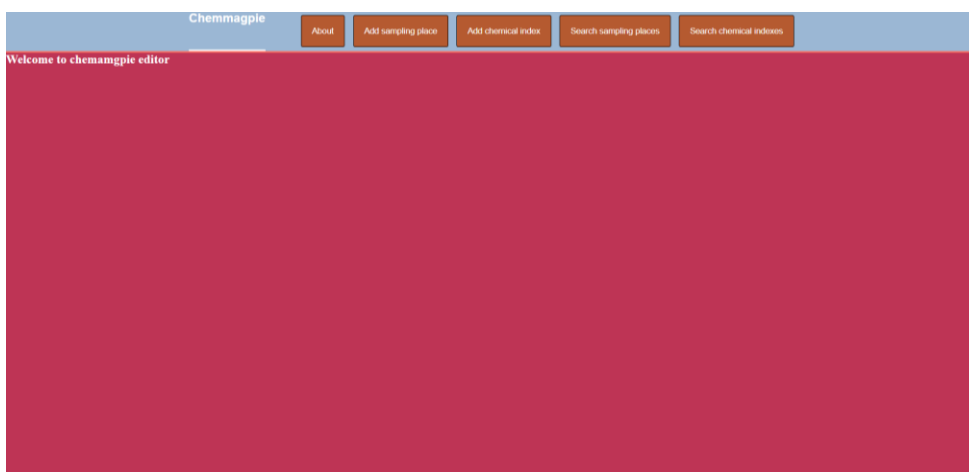 Chemmagpie
About
Add sampling place
Add chemical index
Search sampling places
Search chemical indexes
Welcome to chemamgpie editor